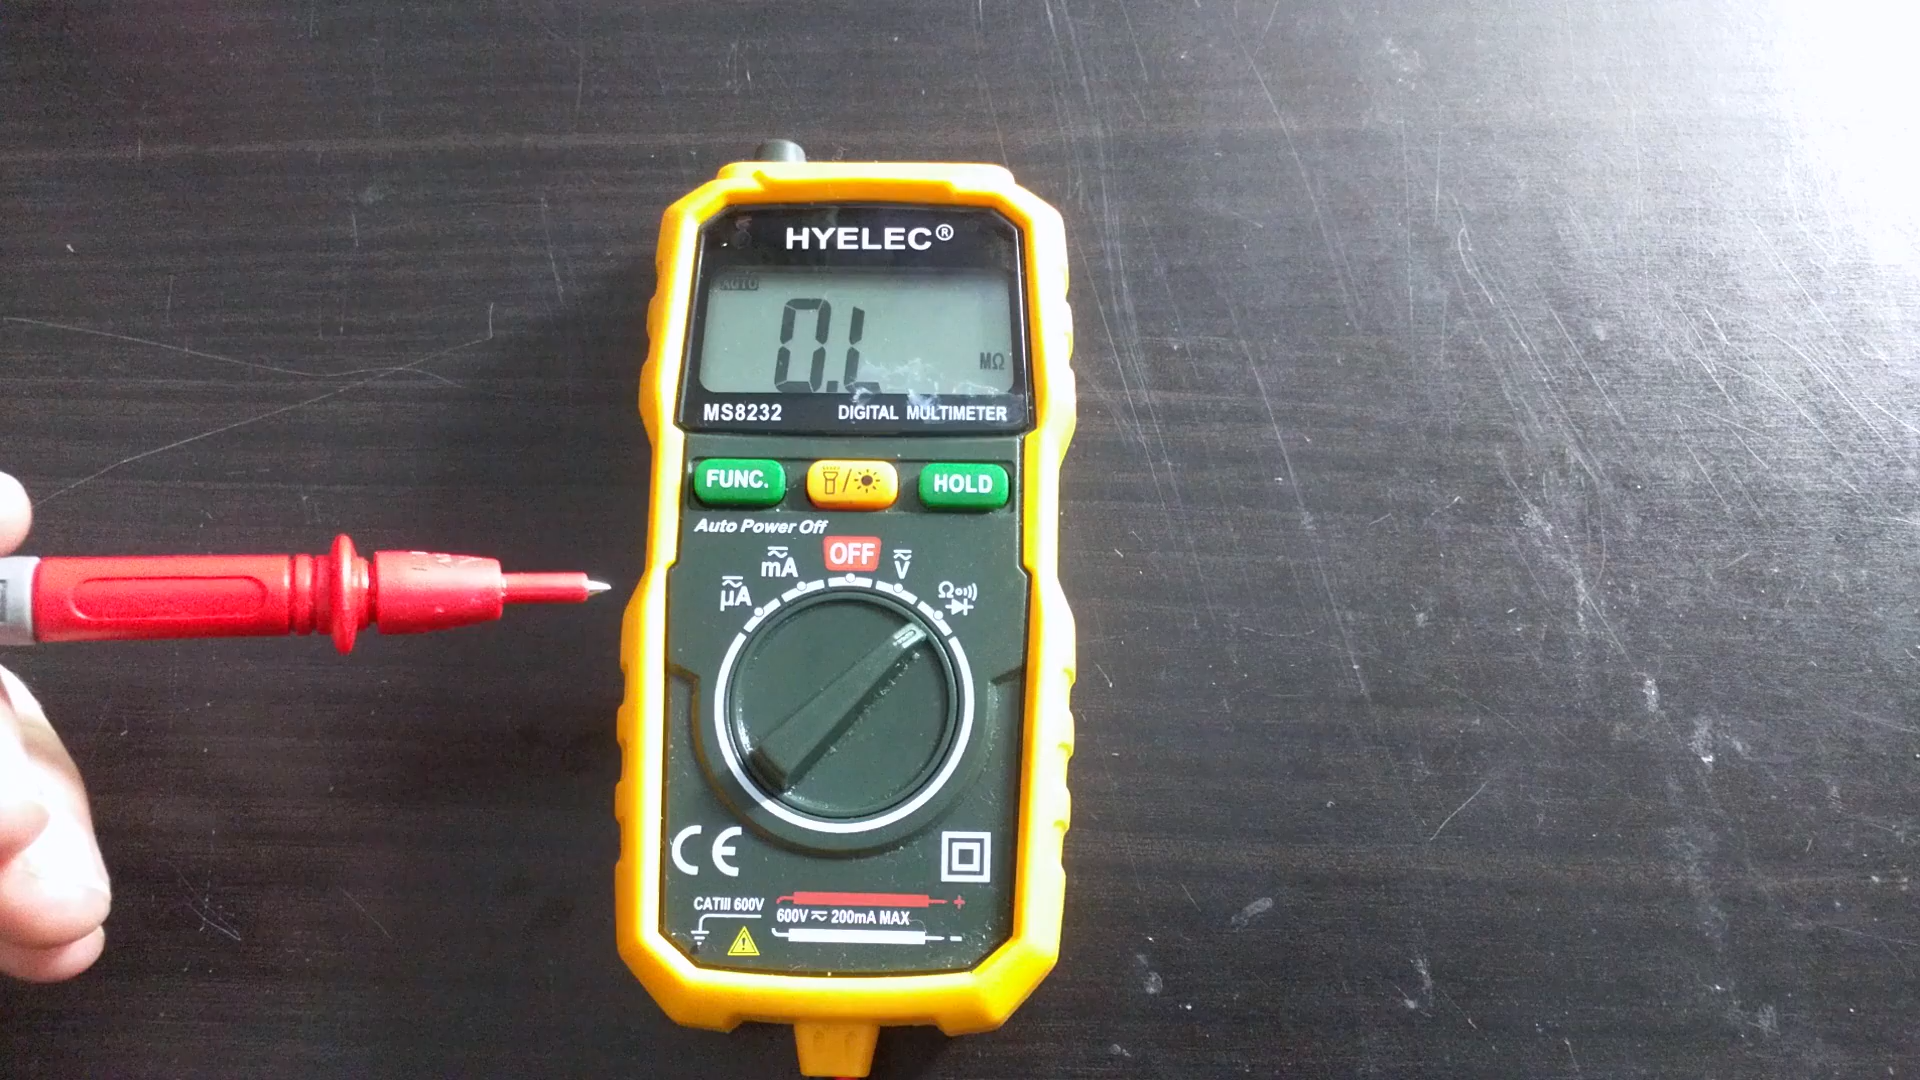 HYELEC®
AUTO
0.L
MΩ
MS8232 DIGITAL MULTIMETER
FUNC. HOLD
Auto Power Off
μA mA OFF V Ω
CE
CATIII 600V
600V 200mA MAX
+
-